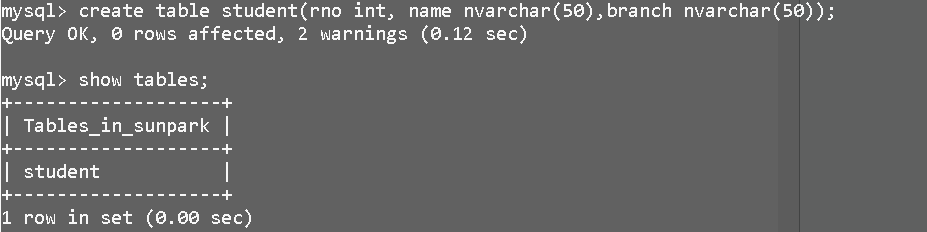 mysql> create table student(rno int, name nvarchar(50),branch nvarchar(50));
Query OK, 0 rows affected, 2 warnings (0.12 sec)
mysql> show tables;
+-------------------+
| Tables_in_sunpark |
+-------------------+
| student           |
+-------------------+
1 row in set (0.00 sec)